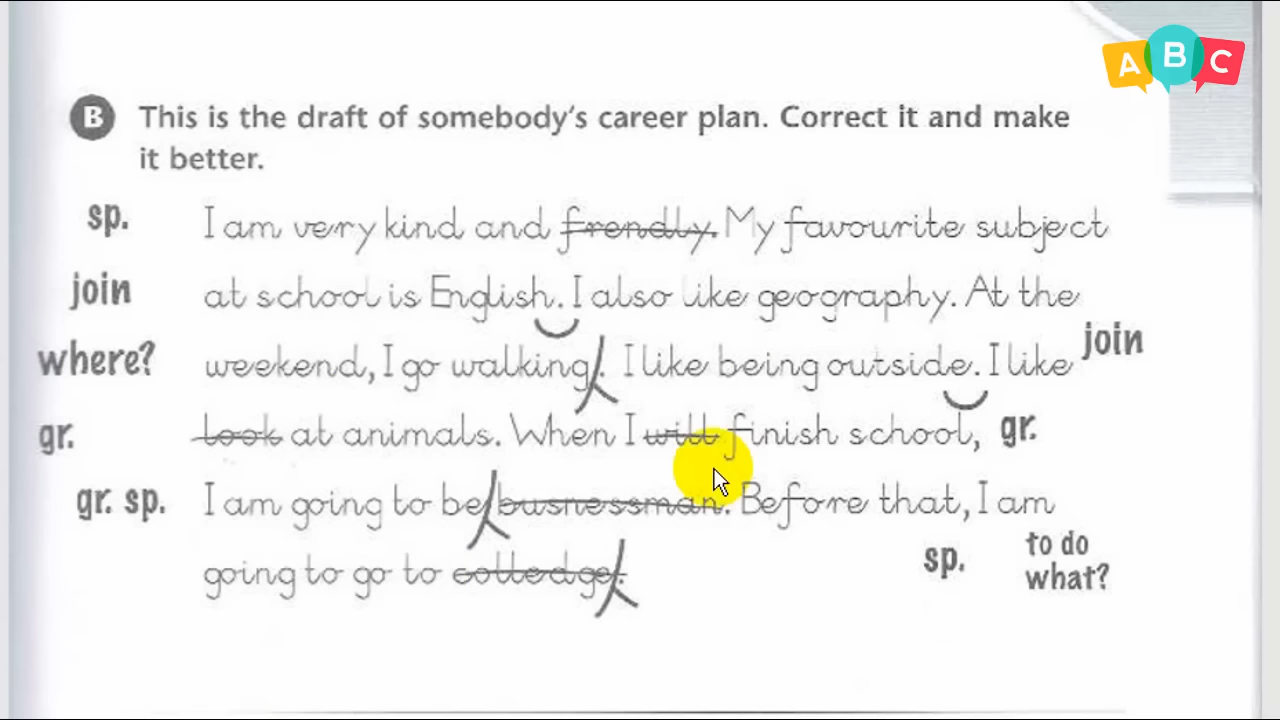 A B C
B This is the draft of somebody's career plan. Correct it and make
it better.
sp. I am very kind and frendly. My favourite subject
join at school is English. I also like geography. At the
where? weekend, I go walking. I like being outside. I like join
gr. look at animals. When I will finish school, gr.
gr. sp. I am going to be busnessman. Before that, I am
going to go to colledge. sp. to do
what?